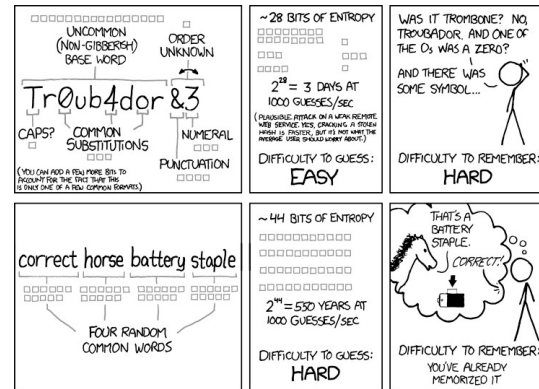 UNCOMMON
(NON-GIBBERISH)
BASE WORD
ORDER
UNKNOWN
Tr0ub4dor &3
CAPS?
COMMON
SUBSTITUTIONS
NUMERAL
PUNCTUATION
(YOU CAN ADD A FEW MORE BITS TO
ACCOUNT FOR THE FACT THAT THIS
IS ONLY ONE OF A FEW COMMON FORMATS.)
~28 BITS OF ENTROPY
2^28 = 3 DAYS AT
1000 GUESSES/SEC
(PLAUSIBLE ATTACK ON A WEAK REMOTE
WEB SERVICE. YES, CRACKING A STOLEN
HASH IS FASTER, BUT IT'S NOT WHAT THE
AVERAGE USER SHOULD WORRY ABOUT.)
DIFFICULTY TO GUESS:
EASY
WAS IT TROMBONE? NO,
TROUBADOR. AND ONE OF
THE Os WAS A ZERO?
AND THERE WAS
SOME SYMBOL...
DIFFICULTY TO REMEMBER:
HARD
correct horse battery staple
FOUR RANDOM
COMMON WORDS
~44 BITS OF ENTROPY
2^44 = 550 YEARS AT
1000 GUESSES/SEC
DIFFICULTY TO GUESS:
HARD
THAT'S A
BATTERY
STAPLE.
CORRECT!
DIFFICULTY TO REMEMBER:
YOU'VE ALREADY
MEMORIZED IT